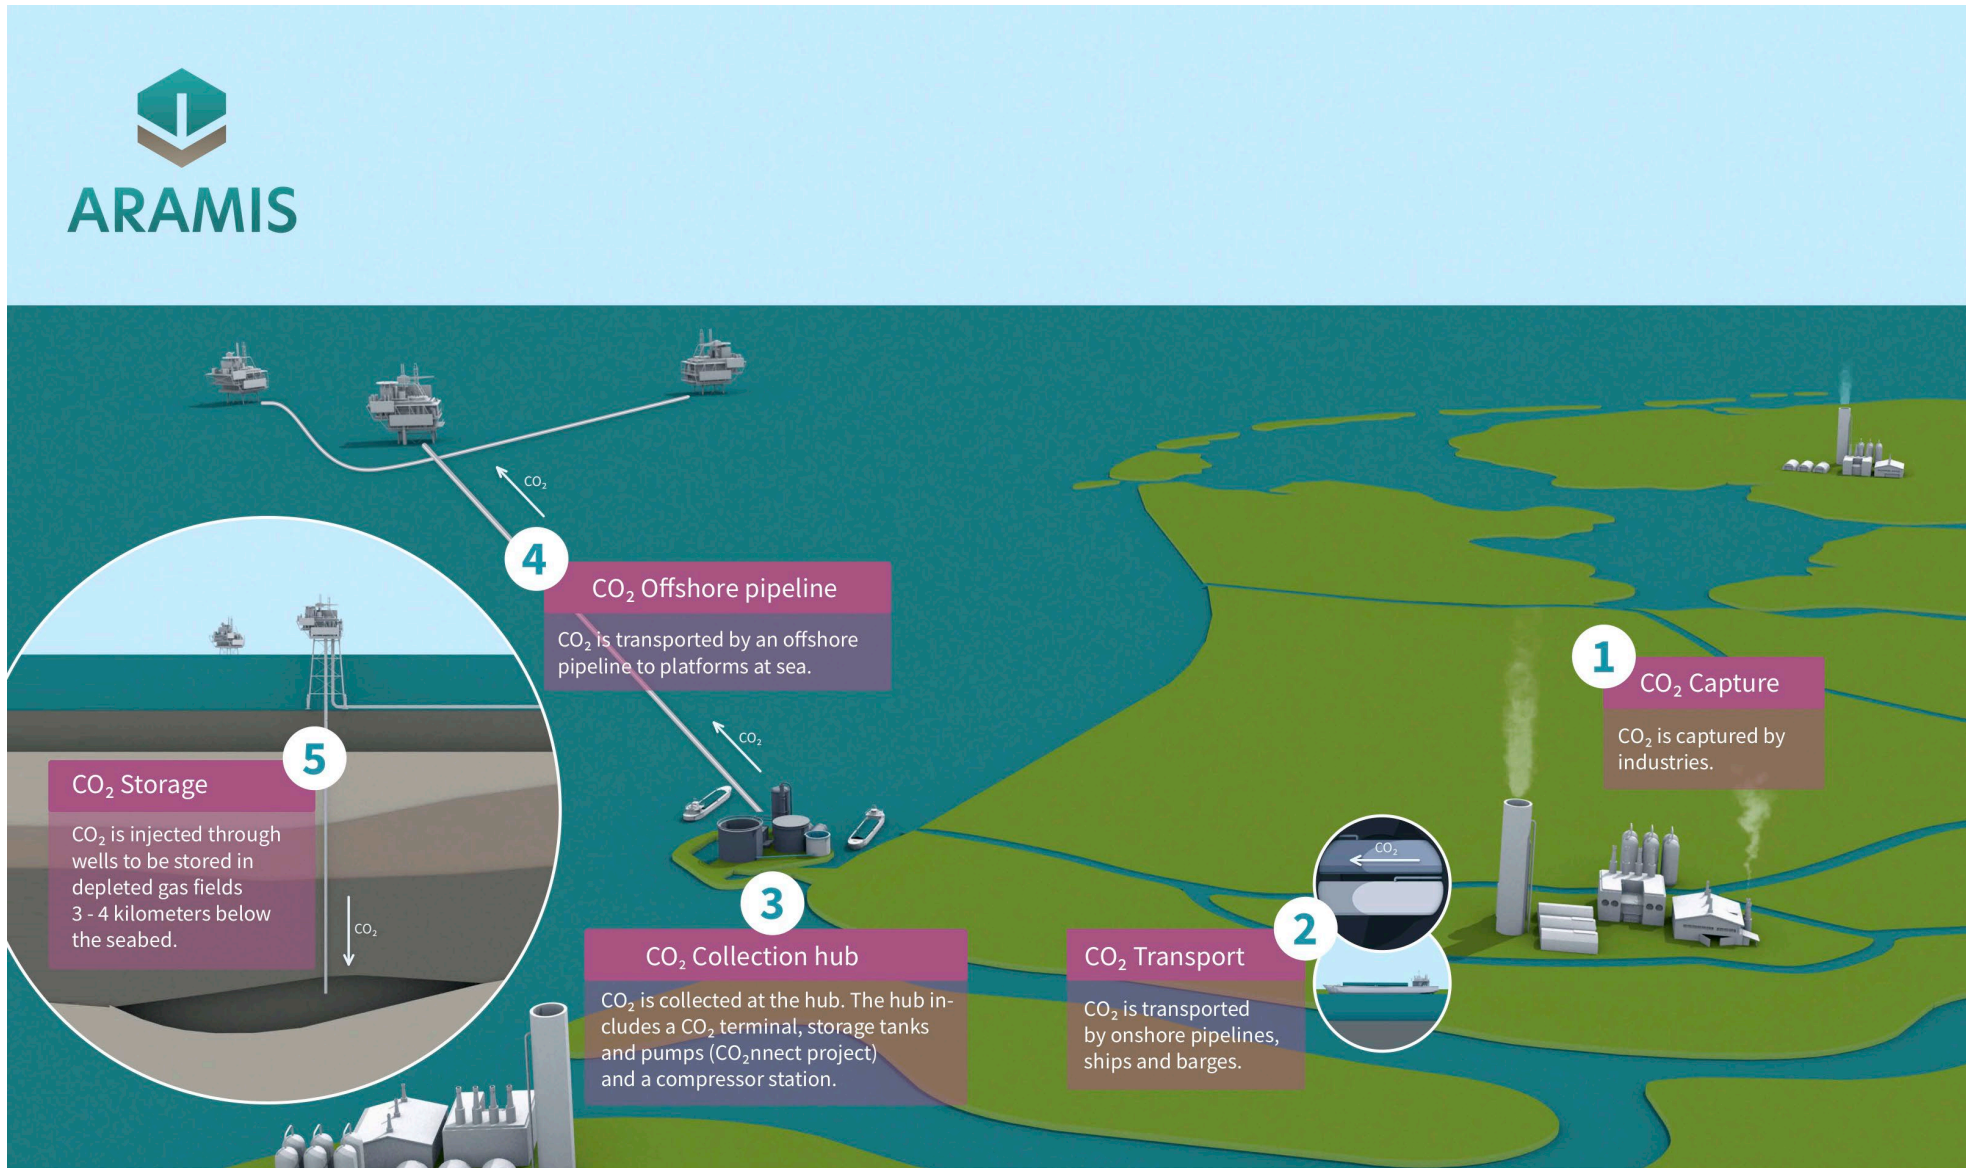 ARAMIS
1
CO₂ Capture
CO₂ is captured by
industries.
2
CO₂
CO₂ Transport
CO₂ is transported
by onshore pipelines,
ships and barges.
3
CO₂ Collection hub
CO₂ is collected at the hub. The hub in-
cludes a CO₂ terminal, storage tanks
and pumps (CO₂nnect project)
and a compressor station.
4
CO₂ Offshore pipeline
CO₂ is transported by an offshore
pipeline to platforms at sea.
CO₂
CO₂
5
CO₂ Storage
CO₂ is injected through
wells to be stored in
depleted gas fields
3 - 4 kilometers below
the seabed.
CO₂